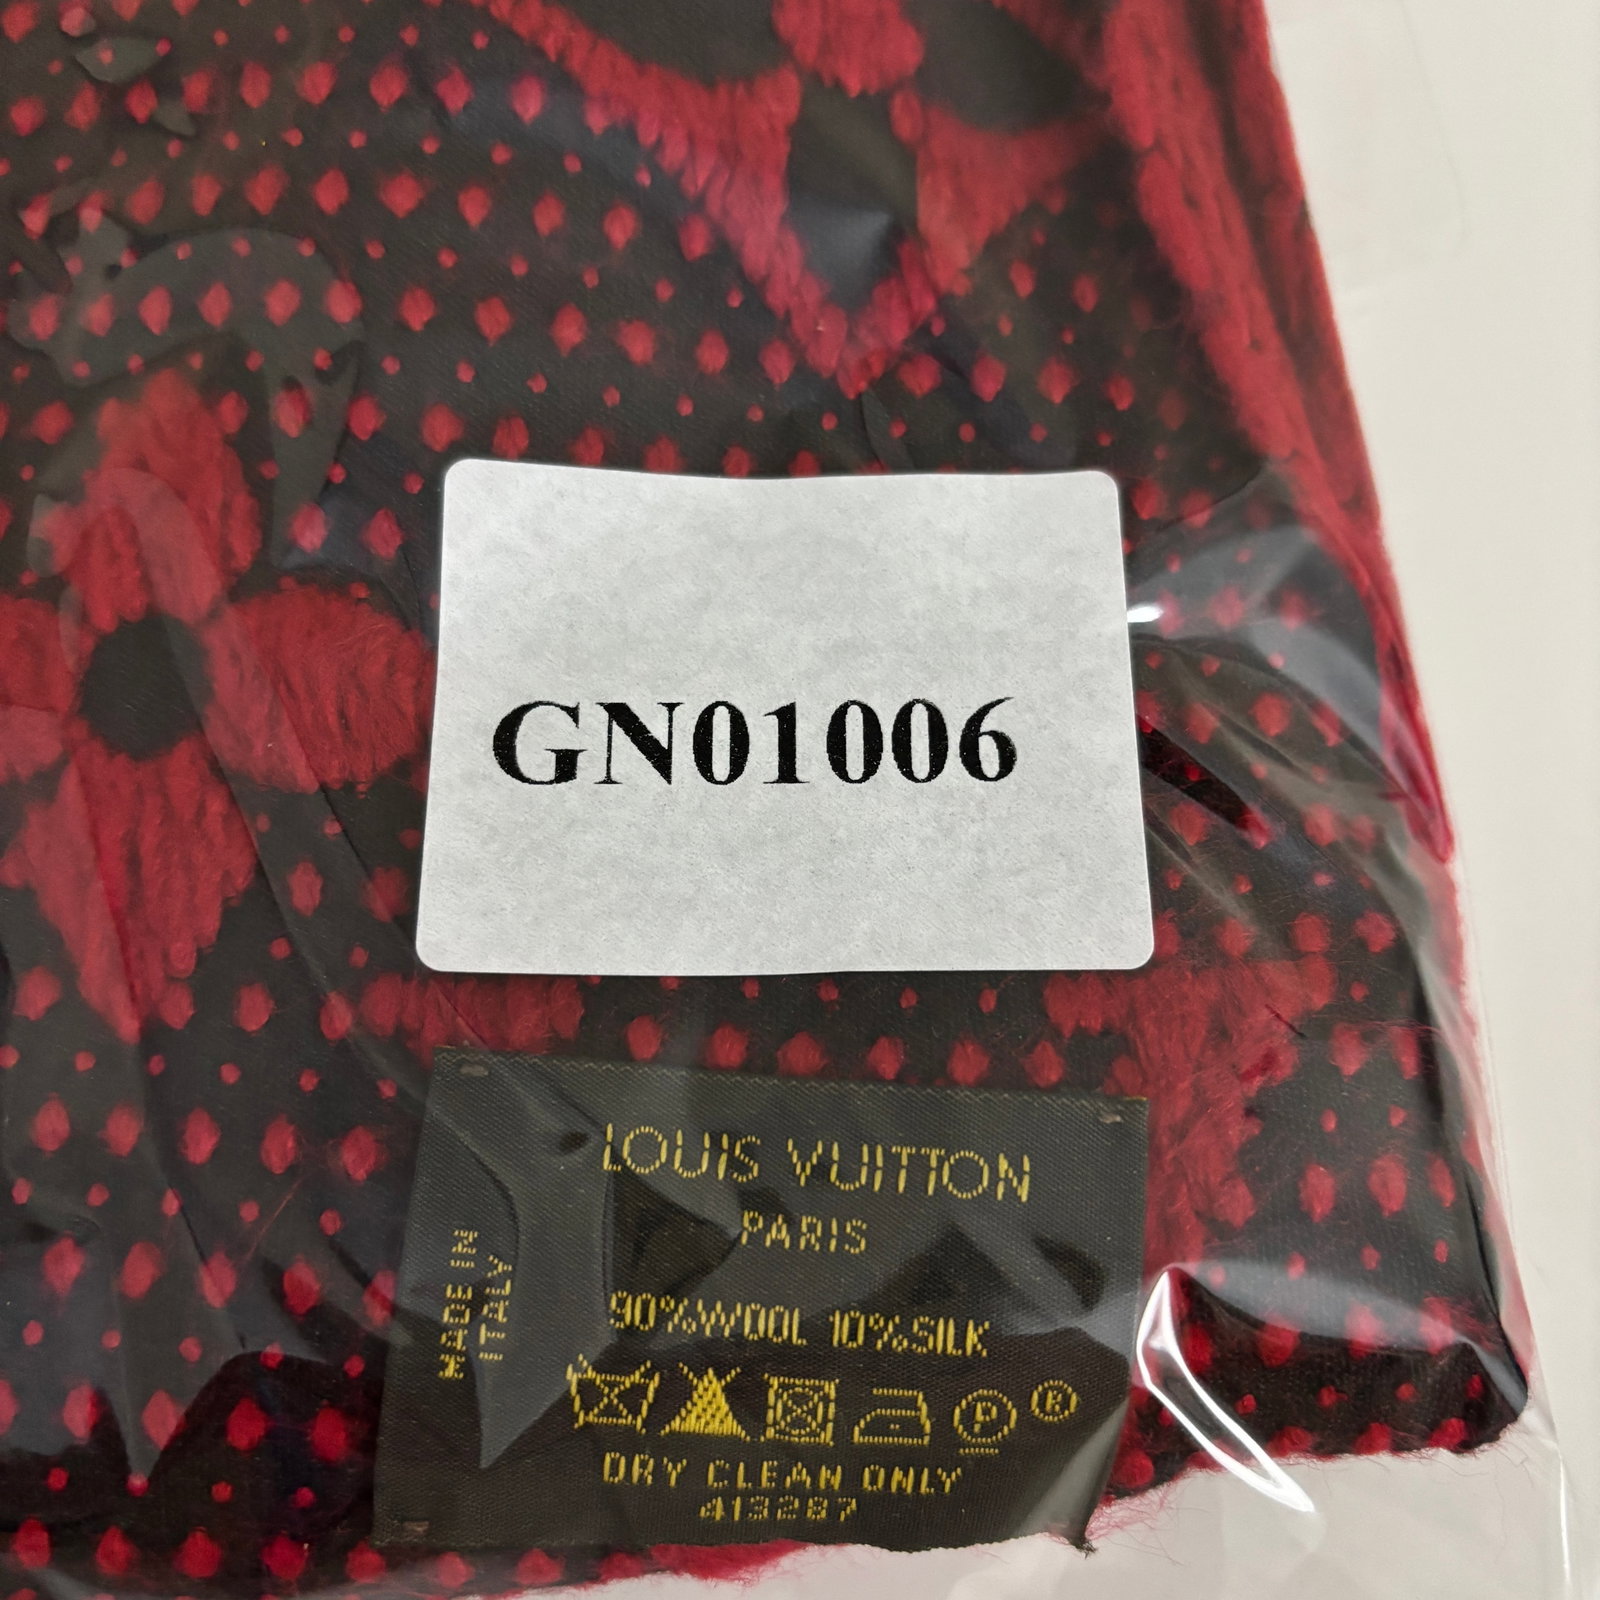 GN01006
LOUIS VUITTON
PARIS
MADE IN
ITALY
90%WOOL 10%SILK
P ®
DRY CLEAN ONLY
413287